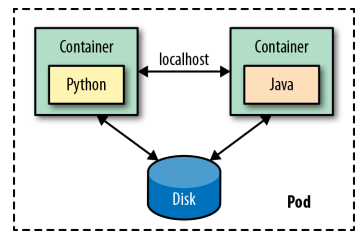 Container
Container
localhost
Python
Java
Disk
Pod